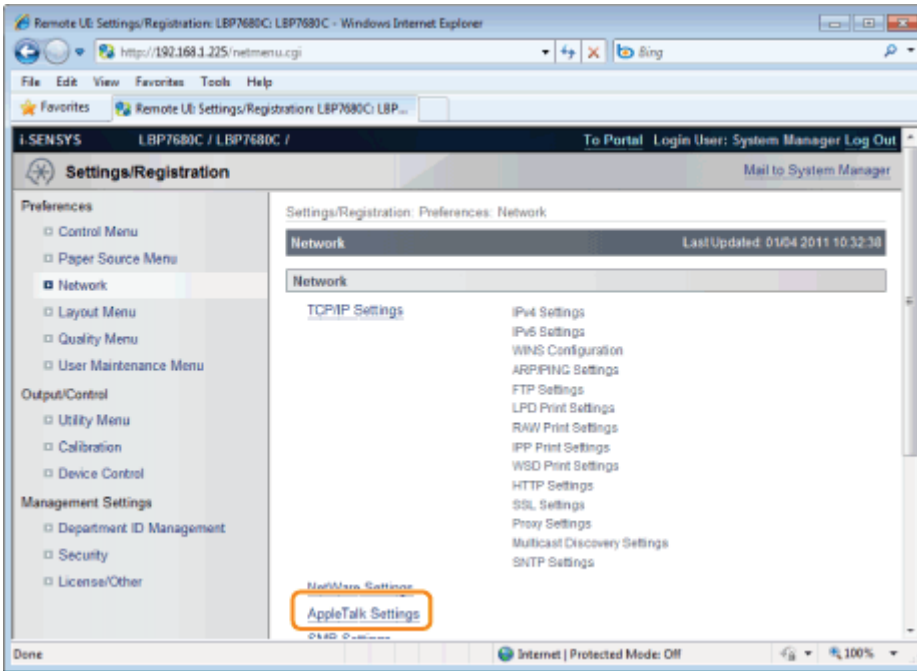 Remote UI: Settings/Registration: LBP7680C: LBP7680C - Windows Internet Explorer
http://192.168.1.225/netmenu.cgi
Bing
File Edit View Favorites Tools Help
Favorites
Remote UI: Settings/Registration: LBP7680C: LBP...
i-SENSYS LBP7680C / LBP7680C / To Portal Login User: System Manager Log Out
Settings/Registration Mail to System Manager
Preferences
Control Menu
Paper Source Menu
Network
Layout Menu
Quality Menu
User Maintenance Menu
Output/Control
Utility Menu
Calibration
Device Control
Management Settings
Department ID Management
Security
License/Other
Settings/Registration: Preferences: Network
Network Last Updated: 01/04 2011 10:32:38
Network
TCP/IP Settings
IPv4 Settings
IPv6 Settings
WINS Configuration
ARP/PING Settings
FTP Settings
LPD Print Settings
RAW Print Settings
IPP Print Settings
WSD Print Settings
HTTP Settings
SSL Settings
Proxy Settings
Multicast Discovery Settings
SNTP Settings
NetWare Settings
AppleTalk Settings
SMB Settings
Done Internet | Protected Mode: Off 100%